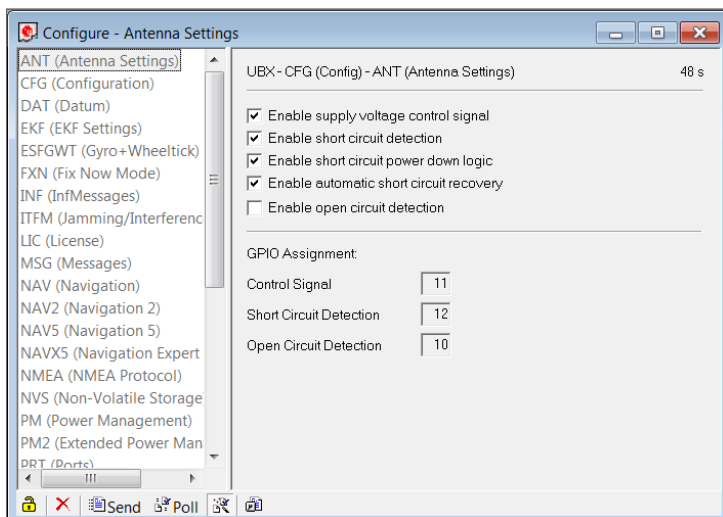 Configure - Antenna Settings
ANT (Antenna Settings)
CFG (Configuration)
DAT (Datum)
EKF (EKF Settings)
ESFGWT (Gyro+Wheeltick)
FXN (Fix Now Mode)
INF (InfMessages)
ITFM (Jamming/Interferenc
LIC (License)
MSG (Messages)
NAV (Navigation)
NAV2 (Navigation 2)
NAV5 (Navigation 5)
NAVX5 (Navigation Expert
NMEA (NMEA Protocol)
NVS (Non-Volatile Storage
PM (Power Management)
PM2 (Extended Power Man
PRT (Ports)
UBX - CFG (Config) - ANT (Antenna Settings) 48 s
Enable supply voltage control signal
Enable short circuit detection
Enable short circuit power down logic
Enable automatic short circuit recovery
Enable open circuit detection
GPIO Assignment:
Control Signal 11
Short Circuit Detection 12
Open Circuit Detection 10
Send Poll